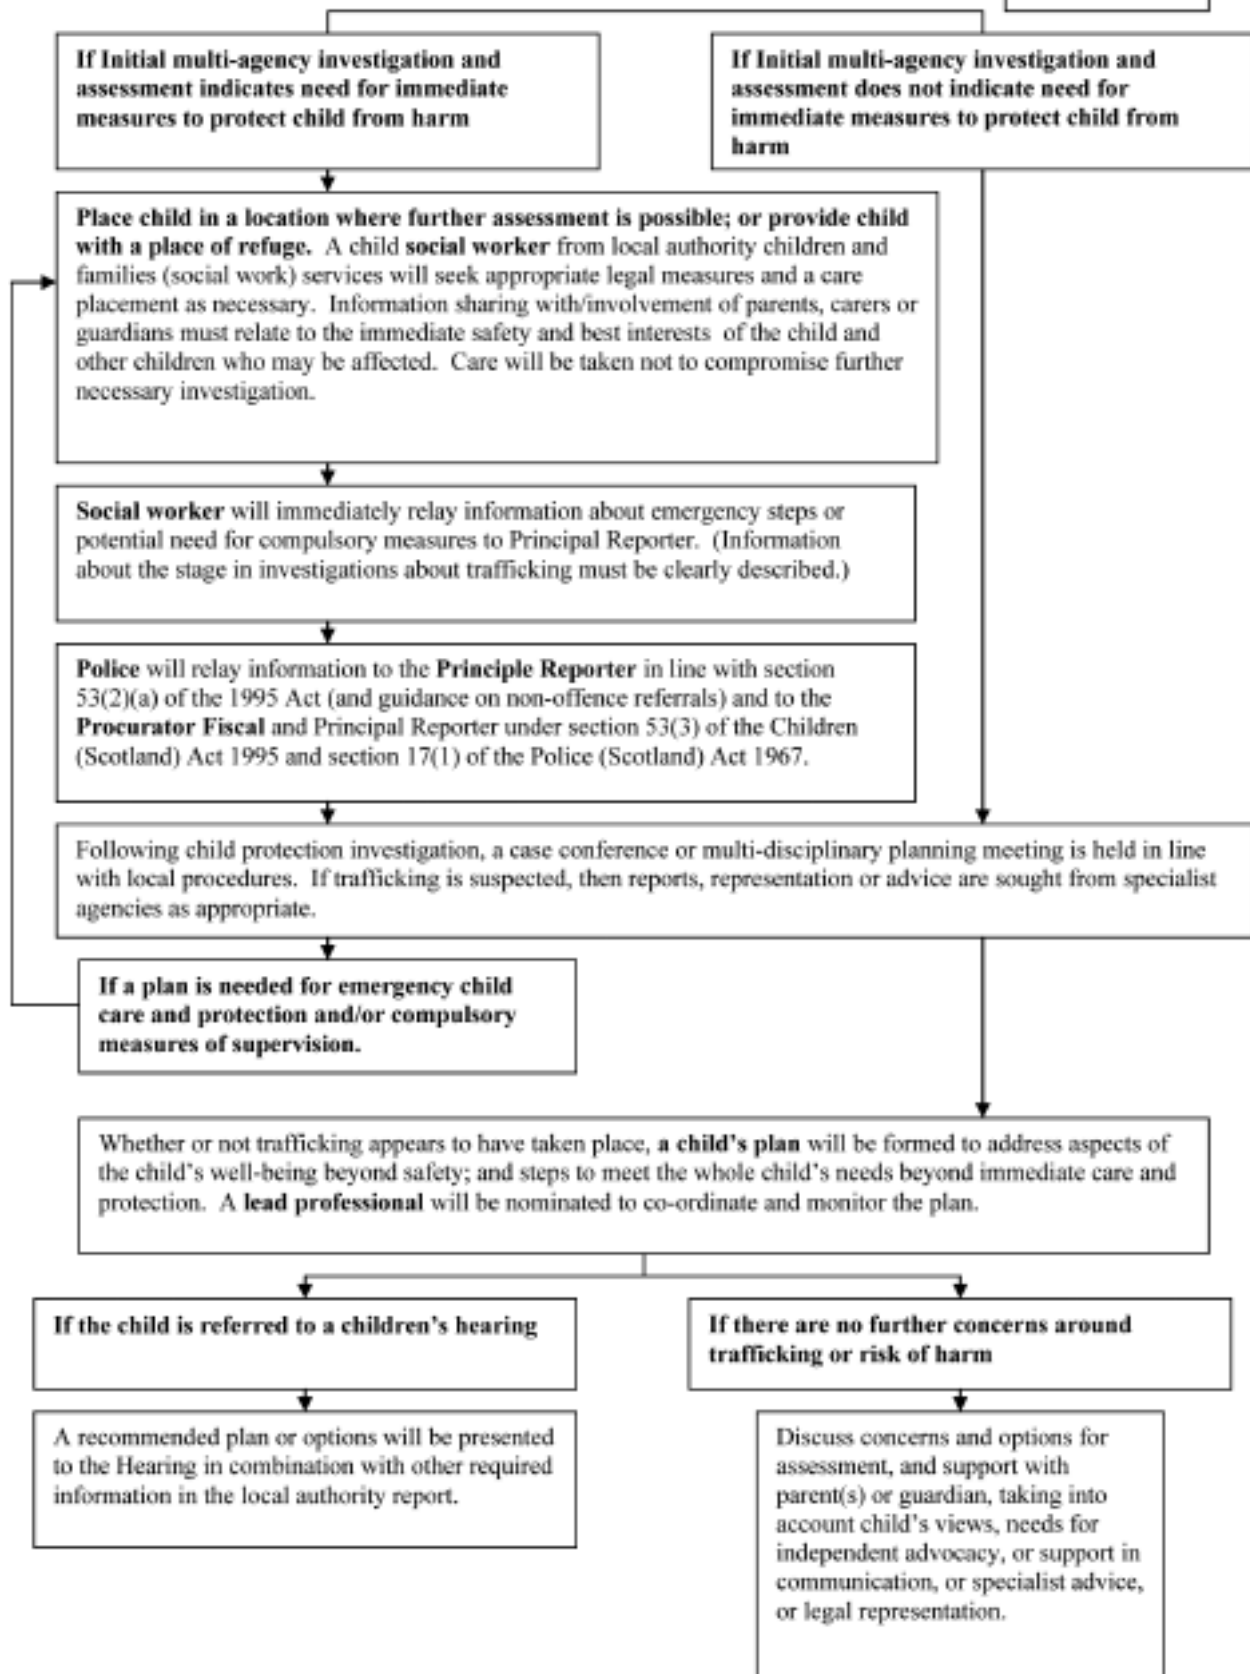 If Initial multi-agency investigation and
assessment indicates need for immediate
measures to protect child from harm
If Initial multi-agency investigation and
assessment does not indicate need for
immediate measures to protect child from
harm
Place child in a location where further assessment is possible; or provide child
with a place of refuge. A child social worker from local authority children and
families (social work) services will seek appropriate legal measures and a care
placement as necessary. Information sharing with/involvement of parents, carers or
guardians must relate to the immediate safety and best interests of the child and
other children who may be affected. Care will be taken not to compromise further
necessary investigation.
Social worker will immediately relay information about emergency steps or
potential need for compulsory measures to Principal Reporter. (Information
about the stage in investigations about trafficking must be clearly described.)
Police will relay information to the Principle Reporter in line with section
53(2)(a) of the 1995 Act (and guidance on non-offence referrals) and to the
Procurator Fiscal and Principal Reporter under section 53(3) of the Children
(Scotland) Act 1995 and section 17(1) of the Police (Scotland) Act 1967.
Following child protection investigation, a case conference or multi-disciplinary planning meeting is held in line
with local procedures. If trafficking is suspected, then reports, representation or advice are sought from specialist
agencies as appropriate.
If a plan is needed for emergency child
care and protection and/or compulsory
measures of supervision.
Whether or not trafficking appears to have taken place, a child's plan will be formed to address aspects of
the child's well-being beyond safety; and steps to meet the whole child's needs beyond immediate care and
protection. A lead professional will be nominated to co-ordinate and monitor the plan.
If the child is referred to a children's hearing
If there are no further concerns around
trafficking or risk of harm
A recommended plan or options will be presented
to the Hearing in combination with other required
information in the local authority report.
Discuss concerns and options for
assessment, and support with
parent(s) or guardian, taking into
account child's views, needs for
independent advocacy, or support in
communication, or specialist advice,
or legal representation.